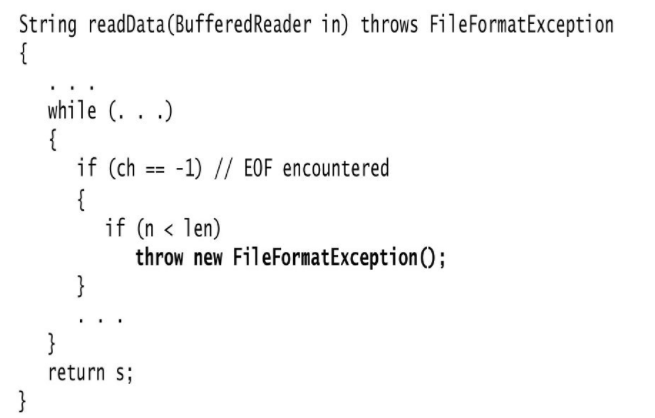 String readData(BufferedReader in) throws FileFormatException
{
. . .
while (. . .)
{
if (ch == -1) // EOF encountered
{
if (n < len)
throw new FileFormatException();
}
. . .
}
return s;
}